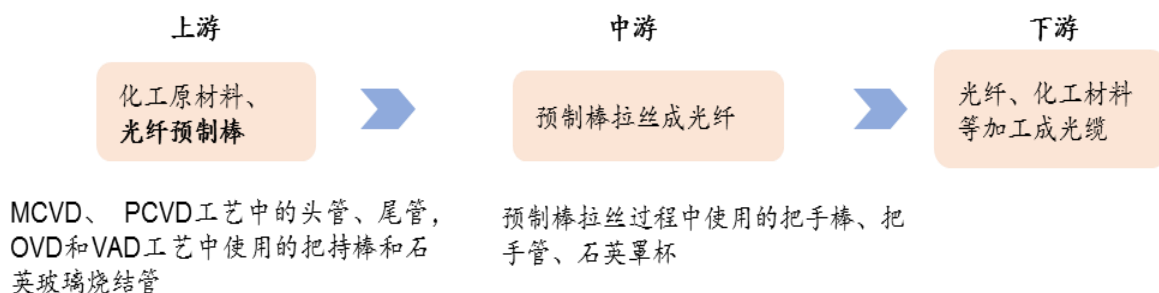 上游
中游
下游
化工原材料、
光纤预制棒
预制棒拉丝成光纤
光纤、化工材料
等加工成光缆
MCVD、 PCVD工艺中的头管、尾管，
OVD和VAD工艺中使用的把持棒和石
英玻璃烧结管
预制棒拉丝过程中使用的把手棒、把
手管、石英罩杯